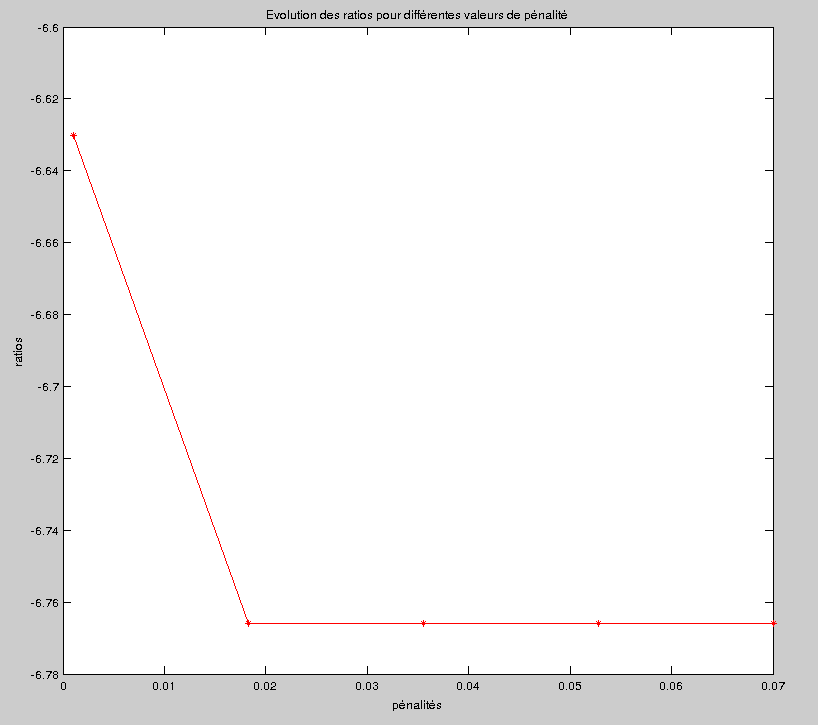 Evolution des ratios pour différentes valeurs de pénalité
-6.6
-6.62
-6.64
-6.66
-6.68
-6.7
-6.72
-6.74
-6.76
-6.78
ratios
0 0.01 0.02 0.03 0.04 0.05 0.06 0.07
pénalités